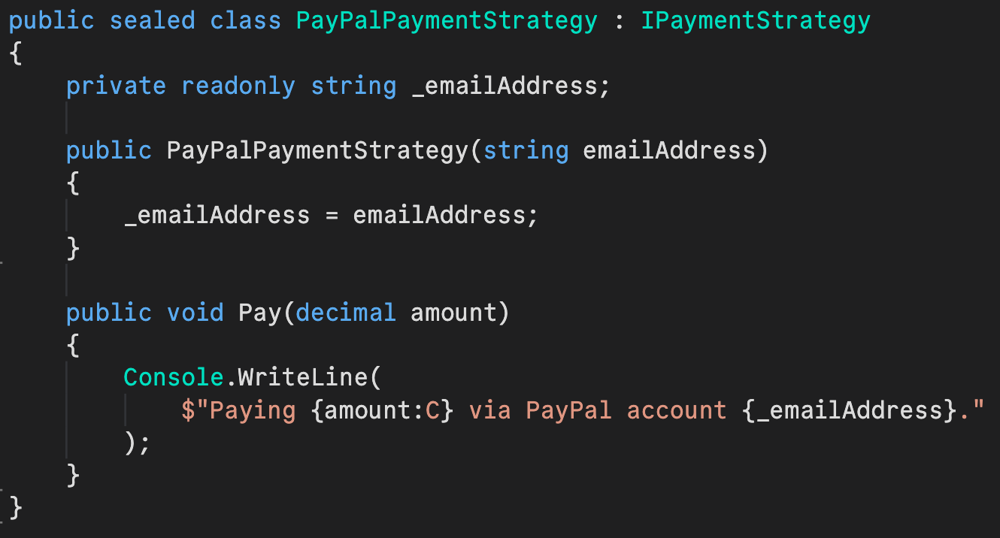 public sealed class PayPalPaymentStrategy : IPaymentStrategy
{
    private readonly string _emailAddress;

    public PayPalPaymentStrategy(string emailAddress)
    {
        _emailAddress = emailAddress;
    }

    public void Pay(decimal amount)
    {
        Console.WriteLine(
            $"Paying {amount:C} via PayPal account {_emailAddress}."
        );
    }
}